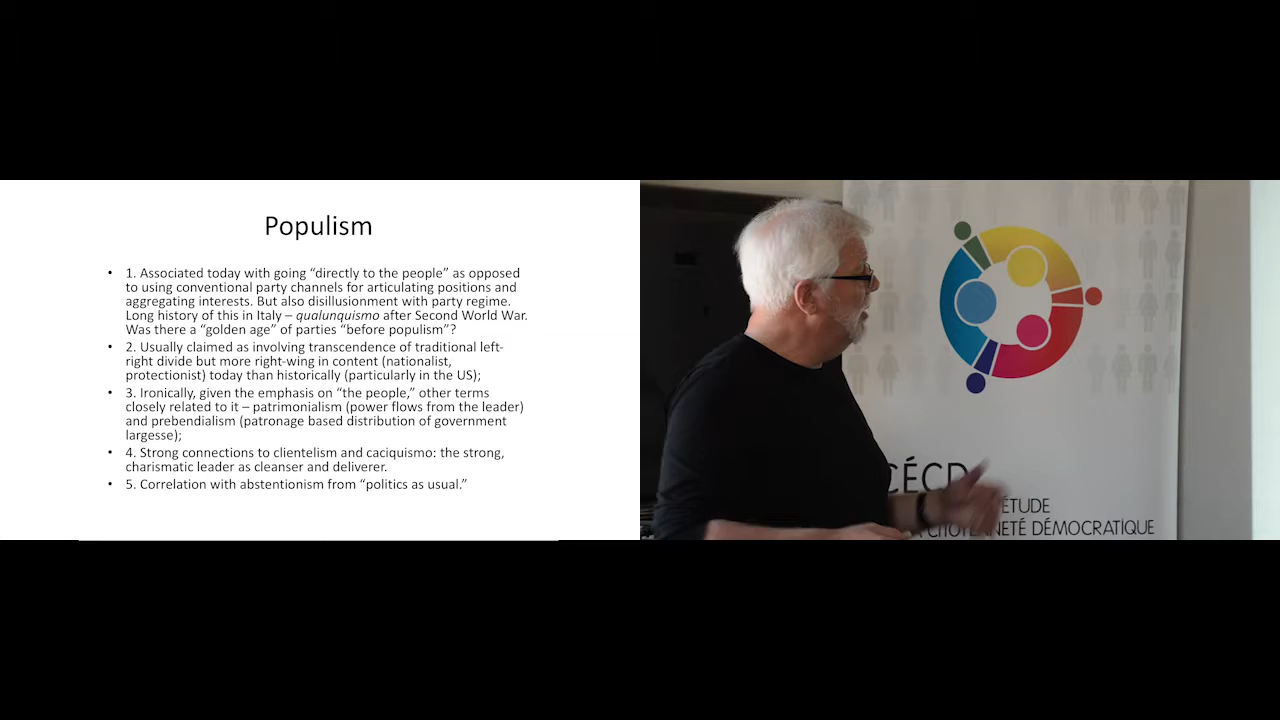 Populism
• 1. Associated today with going “directly to the people” as opposed
to using conventional party channels for articulating positions and
aggregating interests. But also disillusionment with party regime.
Long history of this in Italy – qualunquismo after Second World War.
Was there a “golden age” of parties “before populism”?
• 2. Usually claimed as involving transcendence of traditional left-
right divide but more right-wing in content (nationalist,
protectionist) today than historically (particularly in the US);
• 3. Ironically, given the emphasis on “the people,” other terms
closely related to it – patrimonialism (power flows from the leader)
and prebendialism (patronage based distribution of government
largesse);
• 4. Strong connections to clientelism and caciquismo: the strong,
charismatic leader as cleanser and deliverer.
• 5. Correlation with abstentionism from “politics as usual.”
CÉCD
ÉTUDE
DÉMOCRATIQUE